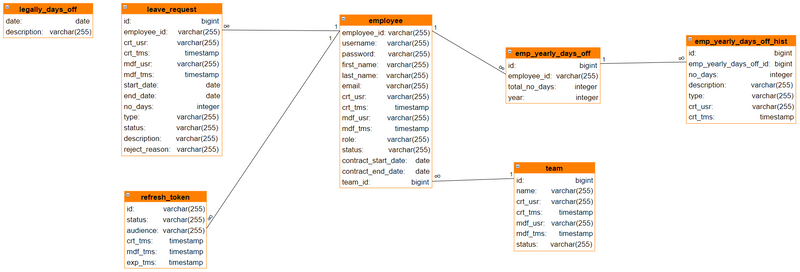 legally_days_off
date: date
description: varchar(255)
leave_request
id: bigint
employee_id: varchar(255)
crt_usr: varchar(255)
crt_tms: timestamp
mdf_usr: varchar(255)
mdf_tms: timestamp
start_date: date
end_date: date
no_days: integer
type: varchar(255)
status: varchar(255)
description: varchar(255)
reject_reason: varchar(255)
∞
1
1
employee
employee_id: varchar(255)
username: varchar(255)
password: varchar(255)
first_name: varchar(255)
last_name: varchar(255)
email: varchar(255)
crt_usr: varchar(255)
crt_tms: timestamp
mdf_usr: varchar(255)
mdf_tms: timestamp
role: varchar(255)
status: varchar(255)
contract_start_date: date
contract_end_date: date
team_id: bigint
1
∞
emp_yearly_days_off
id: bigint
employee_id: varchar(255)
total_no_days: integer
year: integer
1
∞
emp_yearly_days_off_hist
id: bigint
emp_yearly_days_off_id: bigint
no_days: integer
description: varchar(255)
type: varchar(255)
crt_usr: varchar(255)
crt_tms: timestamp
refresh_token
id: varchar(255)
status: varchar(255)
audience: varchar(255)
crt_tms: timestamp
mdf_tms: timestamp
exp_tms: timestamp
∞
∞
1
team
id: bigint
name: varchar(255)
crt_usr: varchar(255)
crt_tms: timestamp
mdf_usr: varchar(255)
mdf_tms: timestamp
status: varchar(255)